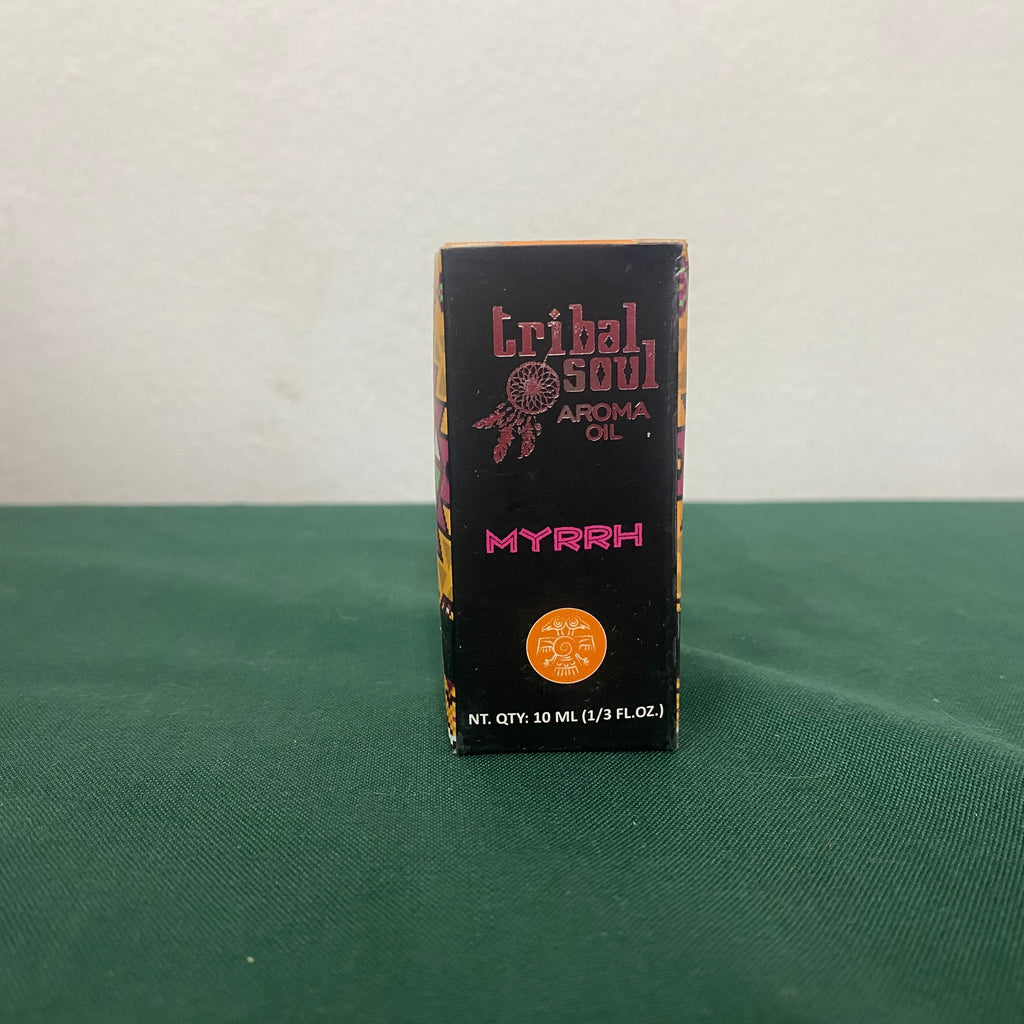 tribal
soul
AROMA
OIL
MYRRH
NT. QTY: 10 ML (1/3 FL.OZ.)